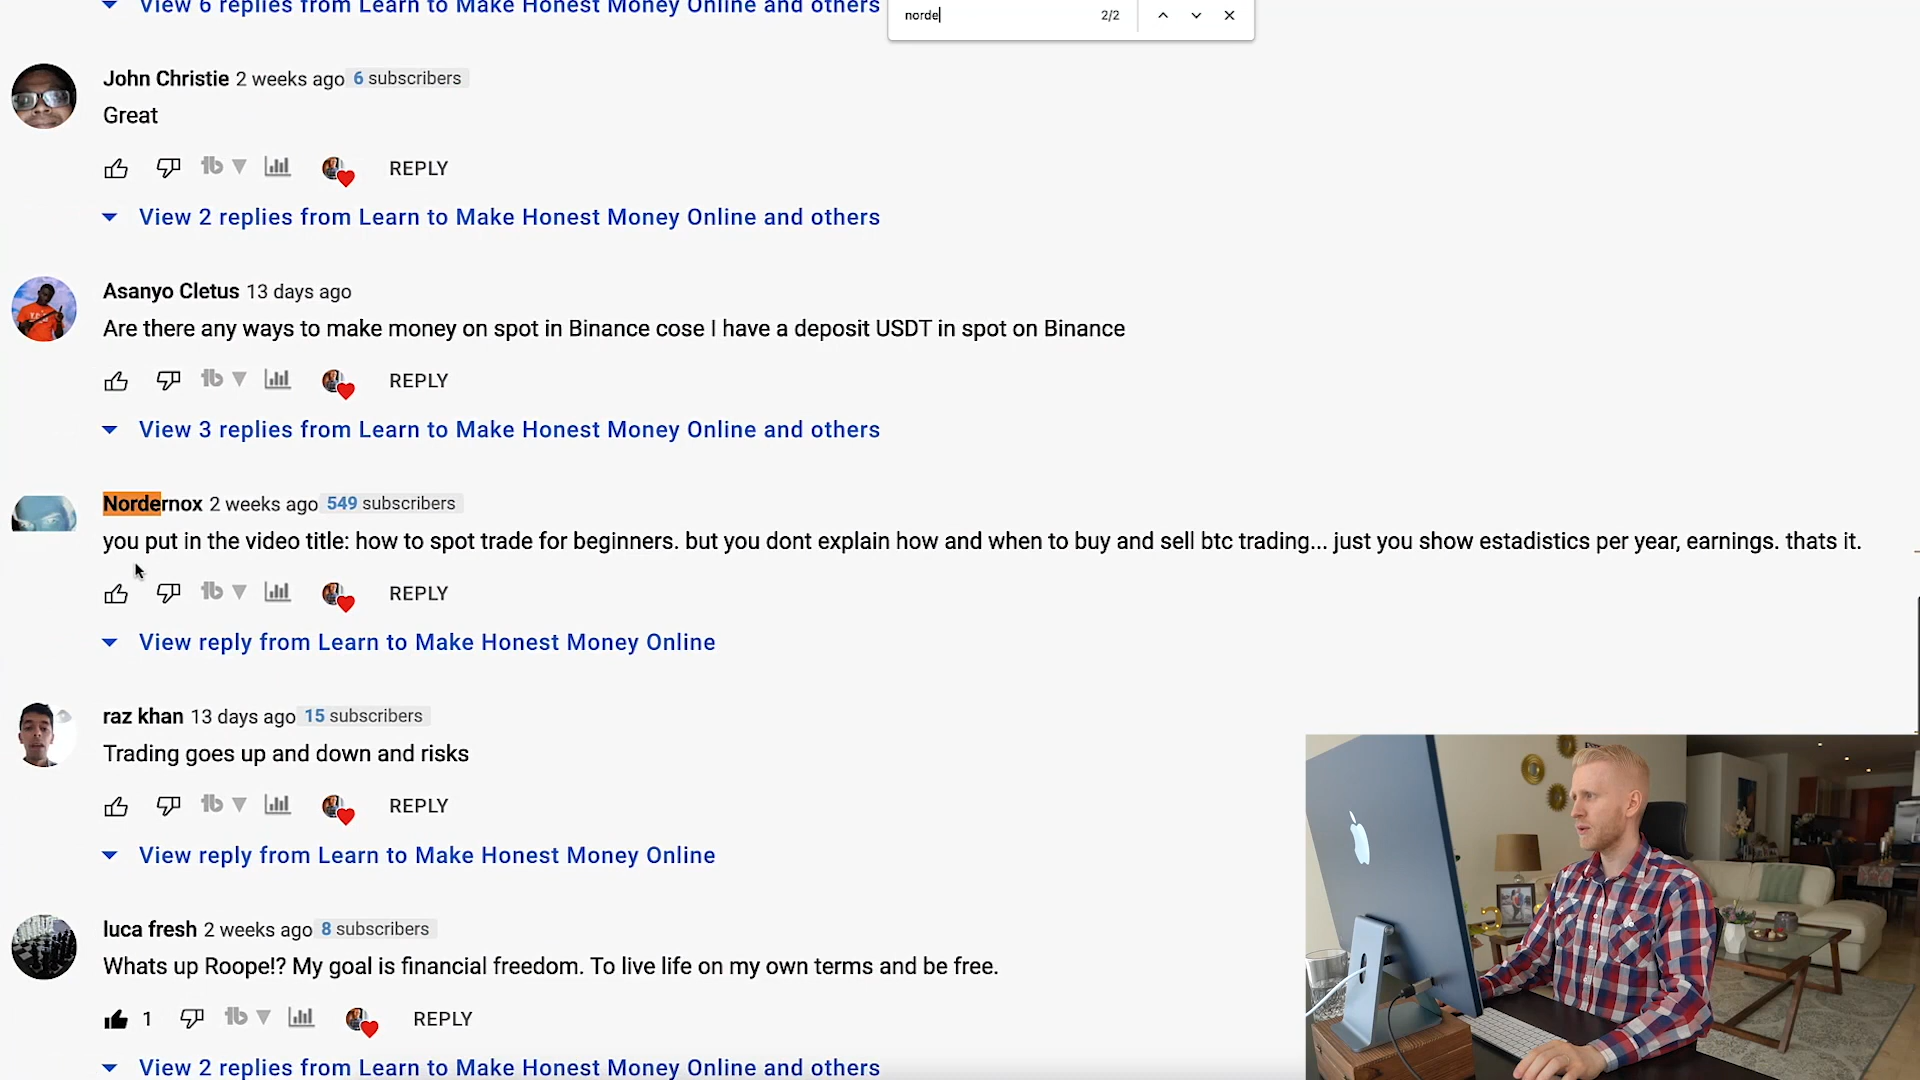 View 6 replies from Learn to Make Honest Money Online and others
norde 2/2
John Christie 2 weeks ago 6 subscribers
Great
REPLY
View 2 replies from Learn to Make Honest Money Online and others
Asanyo Cletus 13 days ago
Are there any ways to make money on spot in Binance cose I have a deposit USDT in spot on Binance
REPLY
View 3 replies from Learn to Make Honest Money Online and others
Nordernox 2 weeks ago 549 subscribers
you put in the video title: how to spot trade for beginners. but you dont explain how and when to buy and sell btc trading... just you show estadistics per year, earnings. thats it.
REPLY
View reply from Learn to Make Honest Money Online
raz khan 13 days ago 15 subscribers
Trading goes up and down and risks
REPLY
View reply from Learn to Make Honest Money Online
luca fresh 2 weeks ago 8 subscribers
Whats up Roope!? My goal is financial freedom. To live life on my own terms and be free.
1 REPLY
View 2 replies from Learn to Make Honest Money Online and others